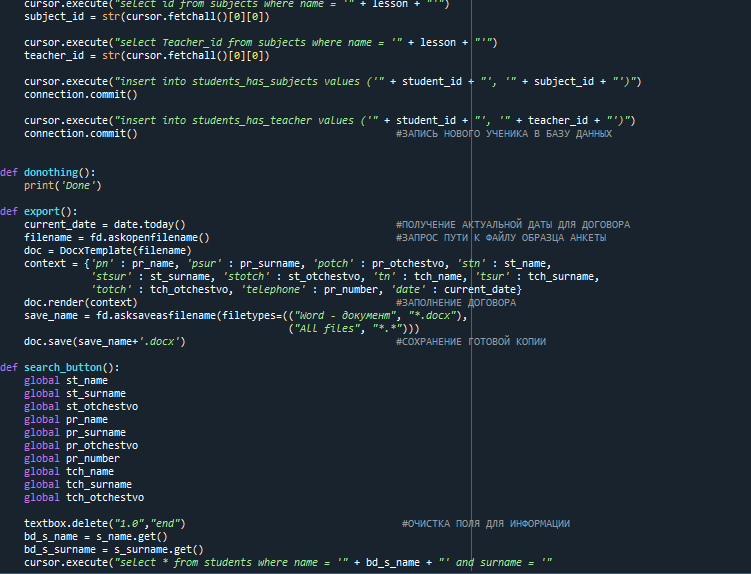 cursor.execute("select id from subjects where name = '" + lesson + "'")
subject_id = str(cursor.fetchall()[0][0])
cursor.execute("select Teacher_id from subjects where name = '" + lesson + "'")
teacher_id = str(cursor.fetchall()[0][0])
cursor.execute("insert into students_has_subjects values ('" + student_id + "', '" + subject_id + "')")
connection.commit()
cursor.execute("insert into students_has_teacher values ('" + student_id + "', '" + teacher_id + "')")
connection.commit() #ЗАПИСЬ НОВОГО УЧЕНИКА В БАЗУ ДАННЫХ
def donothing():
print('Done')
def export():
current_date = date.today() #ПОЛУЧЕНИЕ АКТУАЛЬНОЙ ДАТЫ ДЛЯ ДОГОВОРА
filename = fd.askopenfilename() #ЗАПРОС ПУТИ К ФАЙЛУ ОБРАЗЦА АНКЕТЫ
doc = DocxTemplate(filename)
context = {'pn' : pr_name, 'psur' : pr_surname, 'potch' : pr_otchestvo, 'stn' : st_name,
'stsur' : st_surname, 'stotch' : st_otchestvo, 'tn' : tch_name, 'tsur' : tch_surname,
'totch' : tch_otchestvo, 'telephone' : pr_number, 'date' : current_date}
doc.render(context) #ЗАПОЛНЕНИЕ ДОГОВОРА
save_name = fd.asksaveasfilename(filetypes=(("Word - документ", "*.docx"),
("All files", "*.*")))
doc.save(save_name+'.docx') #СОХРАНЕНИЕ ГОТОВОЙ КОПИИ
def search_button():
global st_name
global st_surname
global st_otchestvo
global pr_name
global pr_surname
global pr_otchestvo
global pr_number
global tch_name
global tch_surname
global tch_otchestvo
textbox.delete("1.0","end") #ОЧИСТКА ПОЛЯ ДЛЯ ИНФОРМАЦИИ
bd_s_name = s_name.get()
bd_s_surname = s_surname.get()
cursor.execute("select * from students where name = '" + bd_s_name + "' and surname = '"